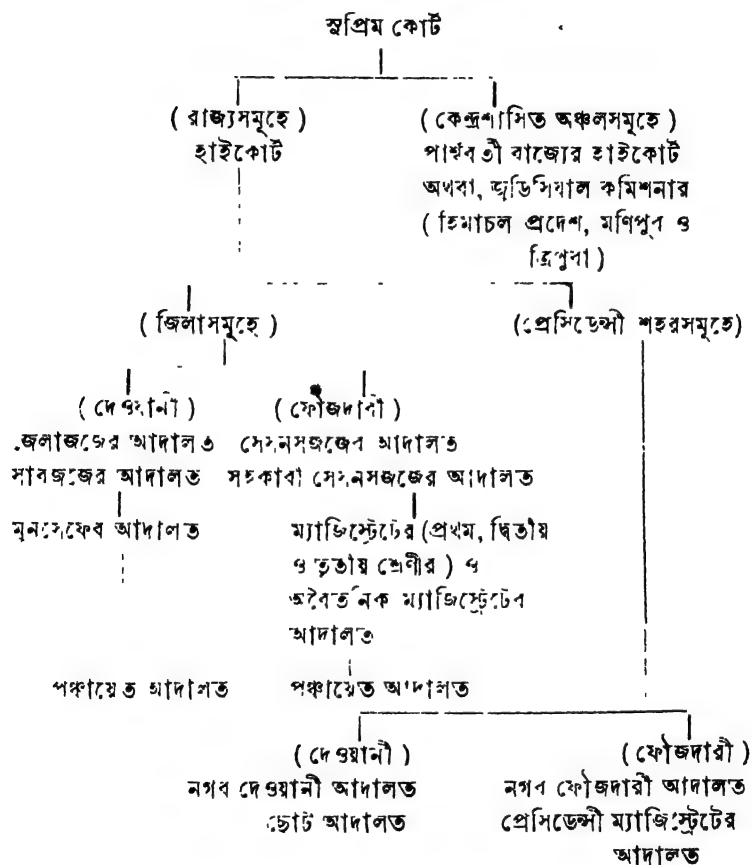 সুপ্রিম কোর্ট
( রাজ্যসমূহে )
হাইকোর্ট
( কেন্দ্রশাসিত অঞ্চলসমূহে )
পার্শ্ববর্তী রাজ্যের হাইকোর্ট
অথবা, জুডিসিয়াল কমিশনার
( হিমাচল প্রদেশ, মণিপুর ও
ত্রিপুরা )
( জিলাসমূহে )
(প্রেসিডেন্সী শহরসমূহে)
( দেওয়ানী )
জেলাজজের আদালত
সাবজজের আদালত
মুনসেফের আদালত
পঞ্চায়েত আদালত
( ফৌজদারী )
সেসনসজজের আদালত
সহকারী সেসনসজজের আদালত
ম্যাজিস্ট্রেটের (প্রথম, দ্বিতীয়
ও তৃতীয় শ্রেণীর ) ও
অবৈতনিক ম্যাজিস্ট্রেটের
আদালত
পঞ্চায়েত আদালত
( দেওয়ানী )
নগর দেওয়ানী আদালত
ছোট আদালত
( ফৌজদারী )
নগর ফৌজদারী আদালত
প্রেসিডেন্সী ম্যাজিস্ট্রেটের
আদালত